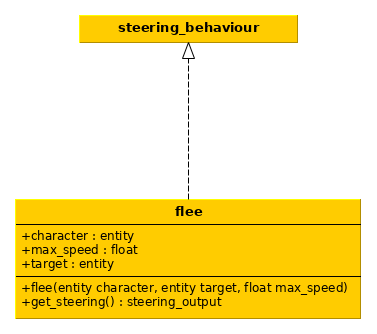 steering_behaviour
flee
+character : entity
+max_speed : float
+target : entity
+flee(entity character, entity target, float max_speed)
+get_steering() : steering_output